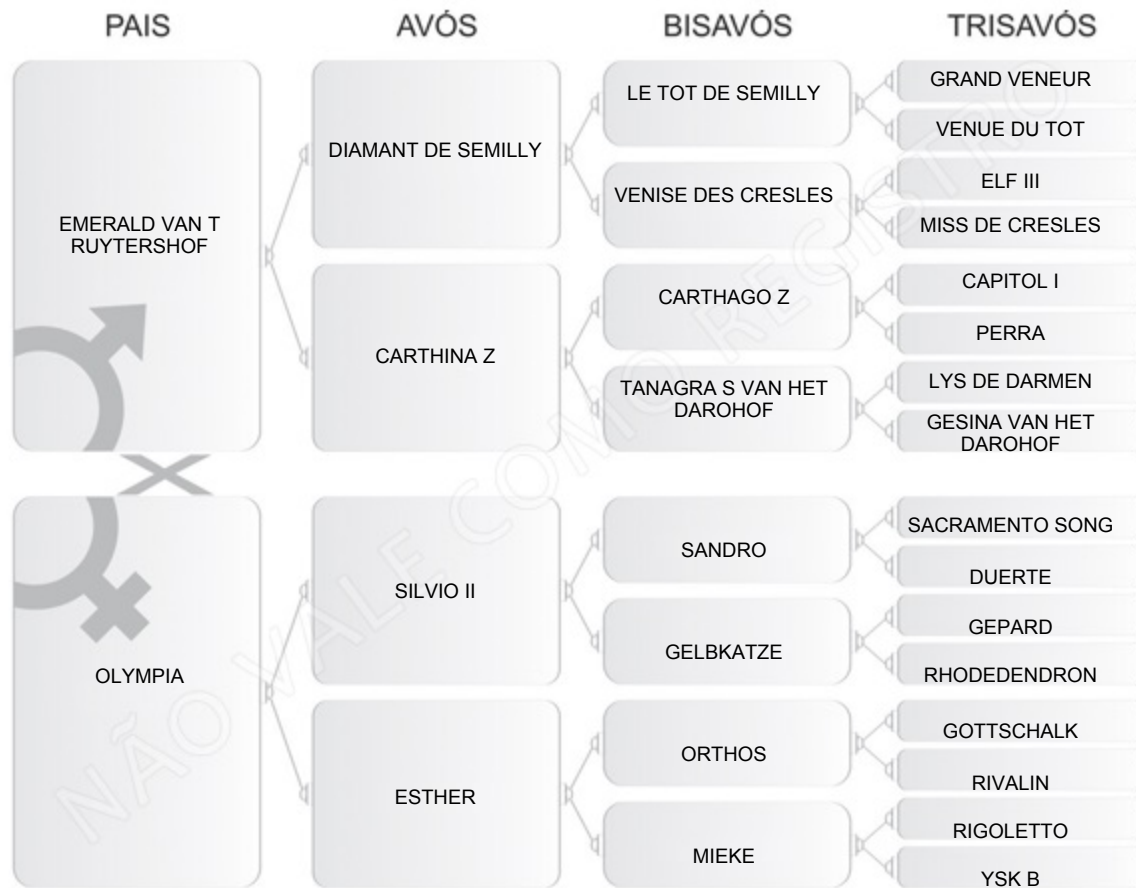 PAIS AVÓS BISAVÓS TRISAVÓS
EMERALD VAN T
RUYTERSHOF
DIAMANT DE SEMILLY
LE TOT DE SEMILLY
GRAND VENEUR
VENUE DU TOT
VENISE DES CRESLES
ELF III
MISS DE CRESLES
CARTHINA Z
CARTHAGO Z
CAPITOL I
PERRA
TANAGRA S VAN HET
DAROHOF
LYS DE DARMEN
GESINA VAN HET
DAROHOF
OLYMPIA
SILVIO II
SANDRO
SACRAMENTO SONG
DUERTE
GELBKATZE
GEPARD
RHODEDENDRON
ESTHER
ORTHOS
GOTTSCHALK
RIVALIN
MIEKE
RIGOLETTO
YSK B
NÃO VALE COMO REGISTRO